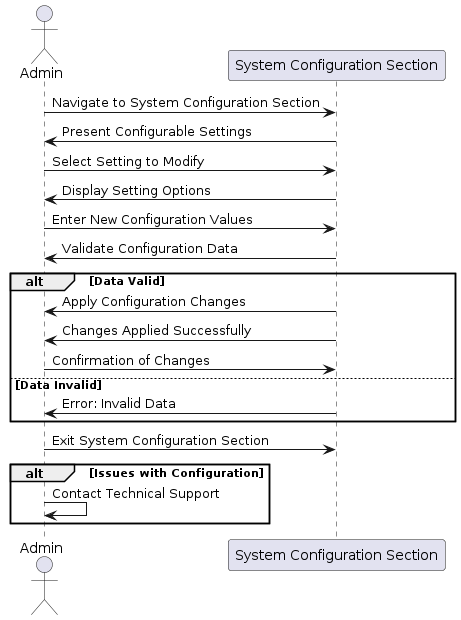 Admin
System Configuration Section
Navigate to System Configuration Section
Present Configurable Settings
Select Setting to Modify
Display Setting Options
Enter New Configuration Values
Validate Configuration Data
alt [Data Valid]
Apply Configuration Changes
Changes Applied Successfully
Confirmation of Changes
[Data Invalid]
Error: Invalid Data
Exit System Configuration Section
alt [Issues with Configuration]
Contact Technical Support
Admin
System Configuration Section